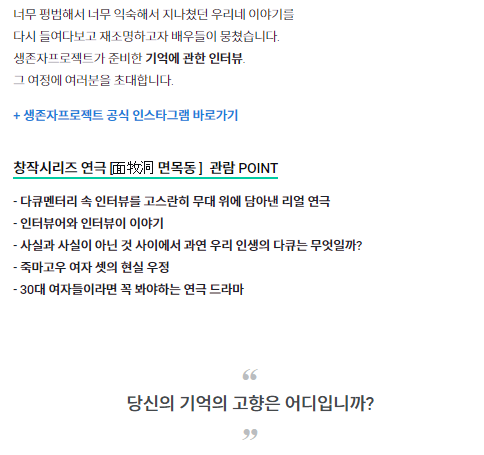 너무 평범해서 너무 익숙해서 지나쳤던 우리네 이야기를
다시 들여다보고 재소명하고자 배우들이 뭉쳤습니다.
생존자프로젝트가 준비한 기억에 관한 인터뷰.
그 여정에 여러분을 초대합니다.
+ 생존자프로젝트 공식 인스타그램 바로가기
창작시리즈 연극 [面牧洞 면목동 ] 관람 POINT
- 다큐멘터리 속 인터뷰를 고스란히 무대 위에 담아낸 리얼 연극
- 인터뷰어와 인터뷰이 이야기
- 사실과 사실이 아닌 것 사이에서 과연 우리 인생의 다큐는 무엇일까?
- 죽마고우 여자 셋의 현실 우정
- 30대 여자들이라면 꼭 봐야하는 연극 드라마
“
당신의 기억의 고향은 어디입니까?
”